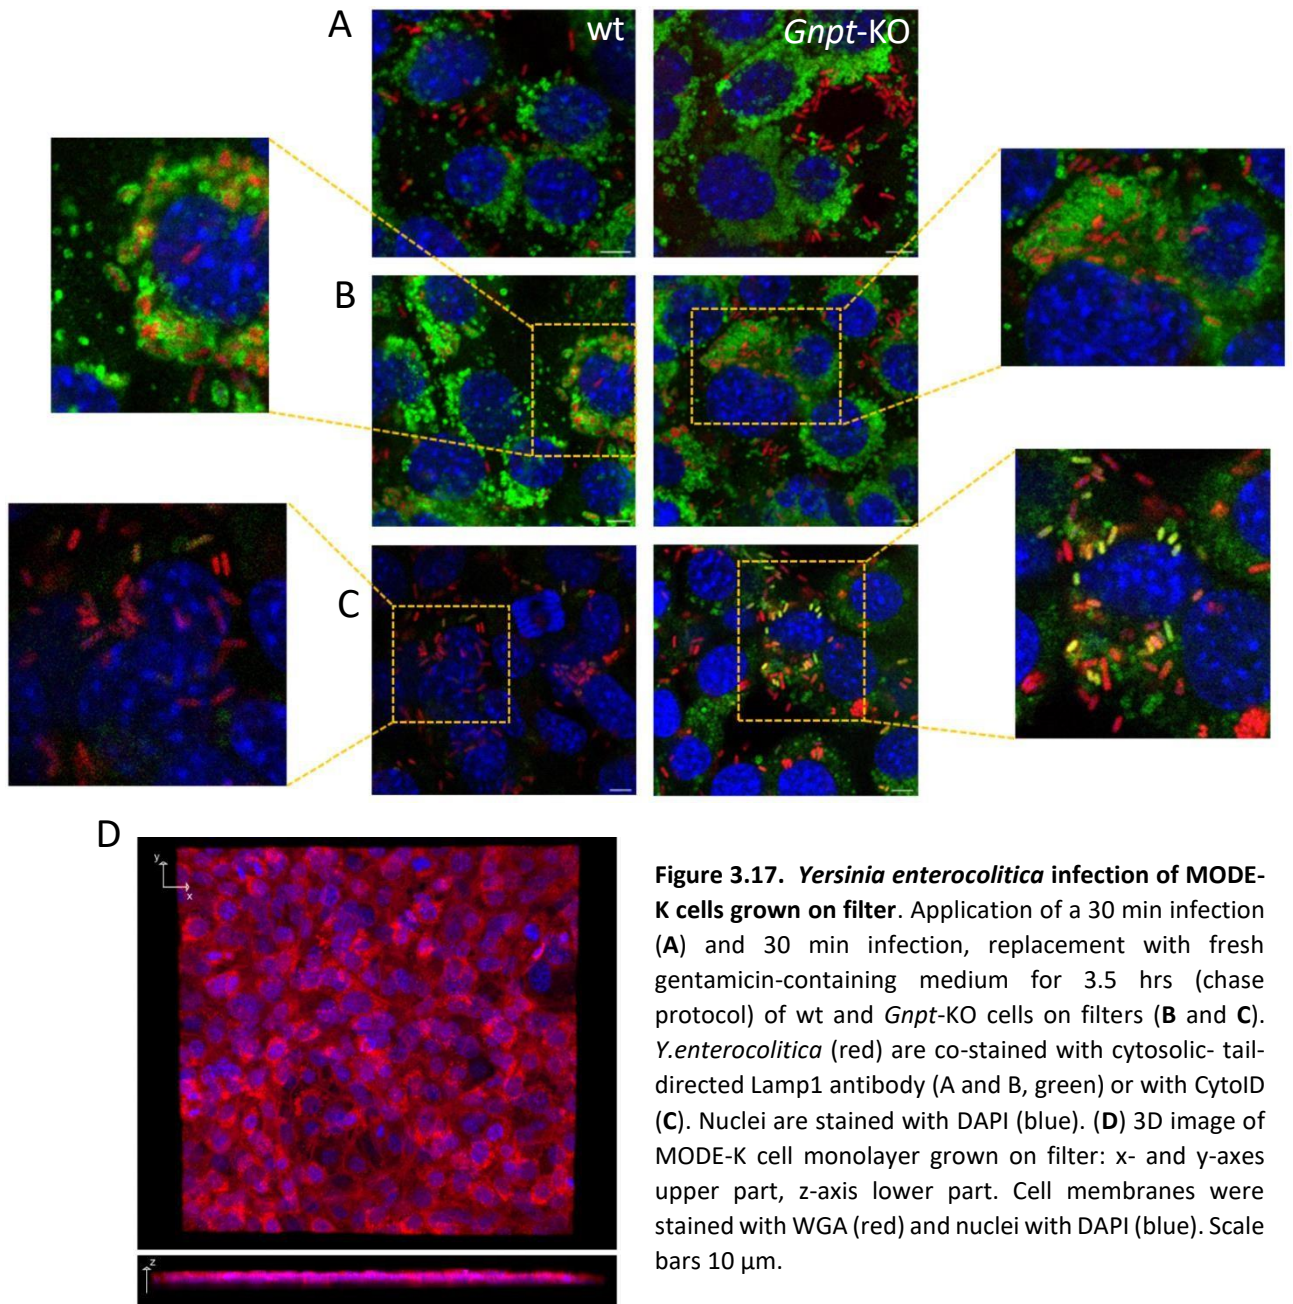 A
wt
Gnpt-KO
B
C
D
y
x
z
Figure 3.17. Yersinia enterocolitica infection of MODE-
K cells grown on filter. Application of a 30 min infection
(A) and 30 min infection, replacement with fresh
gentamicin-containing medium for 3.5 hrs (chase
protocol) of wt and Gnpt-KO cells on filters (B and C).
Y.enterocolitica (red) are co-stained with cytosolic- tail-
directed Lamp1 antibody (A and B, green) or with CytoID
(C). Nuclei are stained with DAPI (blue). (D) 3D image of
MODE-K cell monolayer grown on filter: x- and y-axes
upper part, z-axis lower part. Cell membranes were
stained with WGA (red) and nuclei with DAPI (blue). Scale
bars 10 µm.